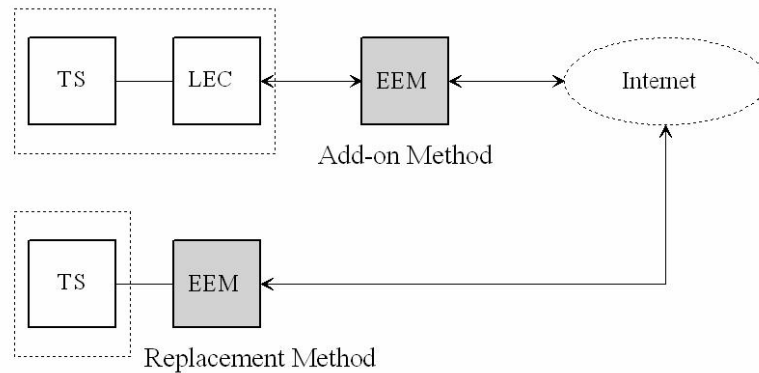 TS
LEC
EEM
Internet
Add-on Method
TS
EEM
Replacement Method